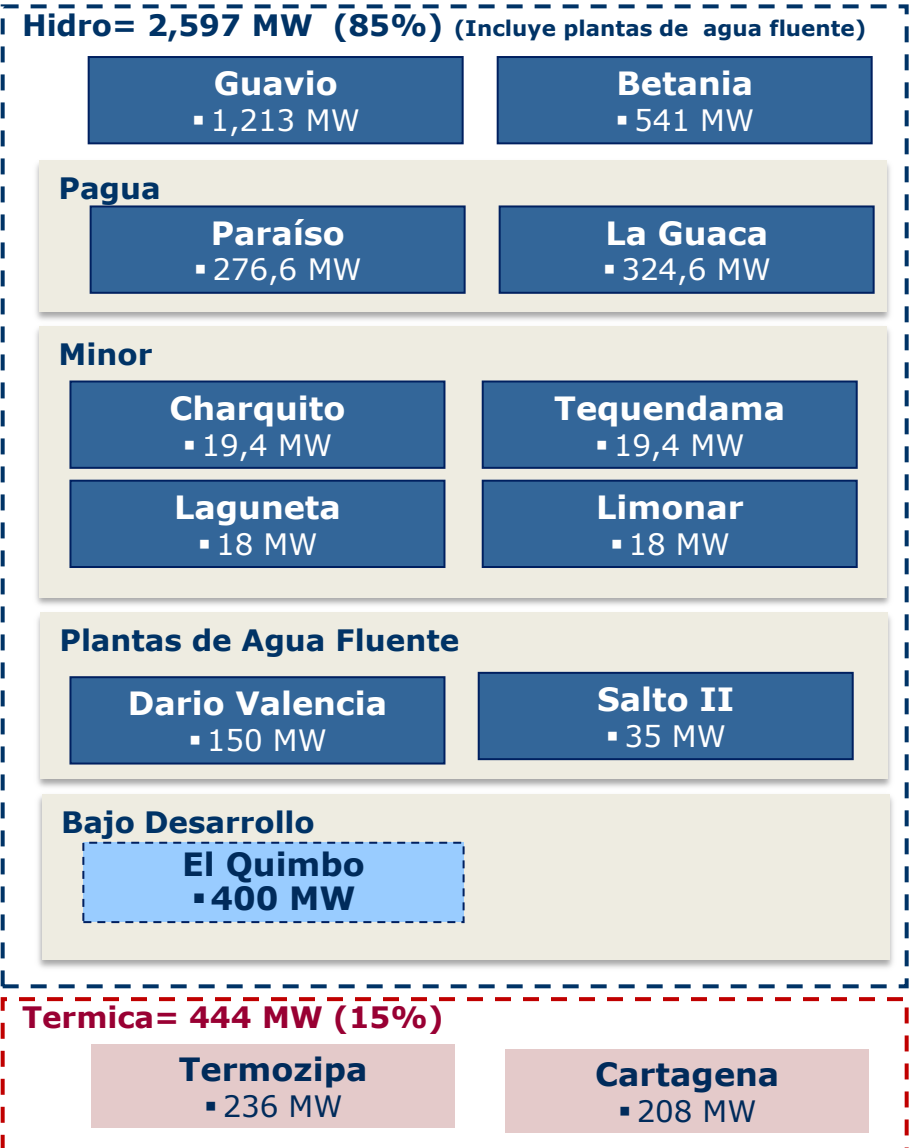 Hidro= 2,597 MW (85%) (Incluye plantas de agua fluente)
Guavio
▪ 1,213 MW
Betania
▪ 541 MW
Pagua
Paraíso
▪ 276,6 MW
La Guaca
▪ 324,6 MW
Minor
Charquito
▪ 19,4 MW
Tequendama
▪ 19,4 MW
Laguneta
▪ 18 MW
Limonar
▪ 18 MW
Plantas de Agua Fluente
Dario Valencia
▪ 150 MW
Salto II
▪ 35 MW
Bajo Desarrollo
El Quimbo
▪ 400 MW
Termica= 444 MW (15%)
Termozipa
▪ 236 MW
Cartagena
▪ 208 MW